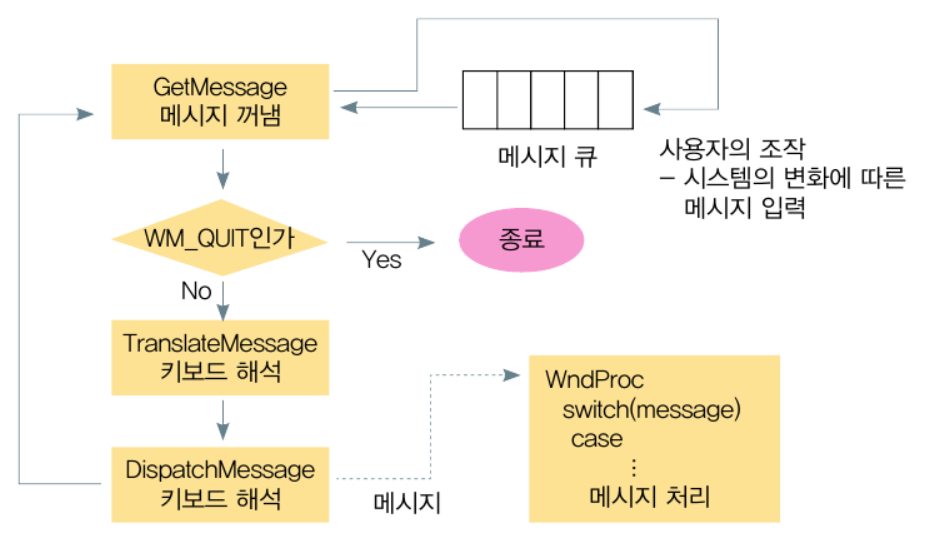 GetMessage
메시지 꺼냄
메시지 큐
사용자의 조작
– 시스템의 변화에 따른
메시지 입력
WM_QUIT인가
Yes
종료
No
TranslateMessage
키보드 해석
DispatchMessage
키보드 해석
메시지
WndProc
switch(message)
case
⋮
메시지 처리